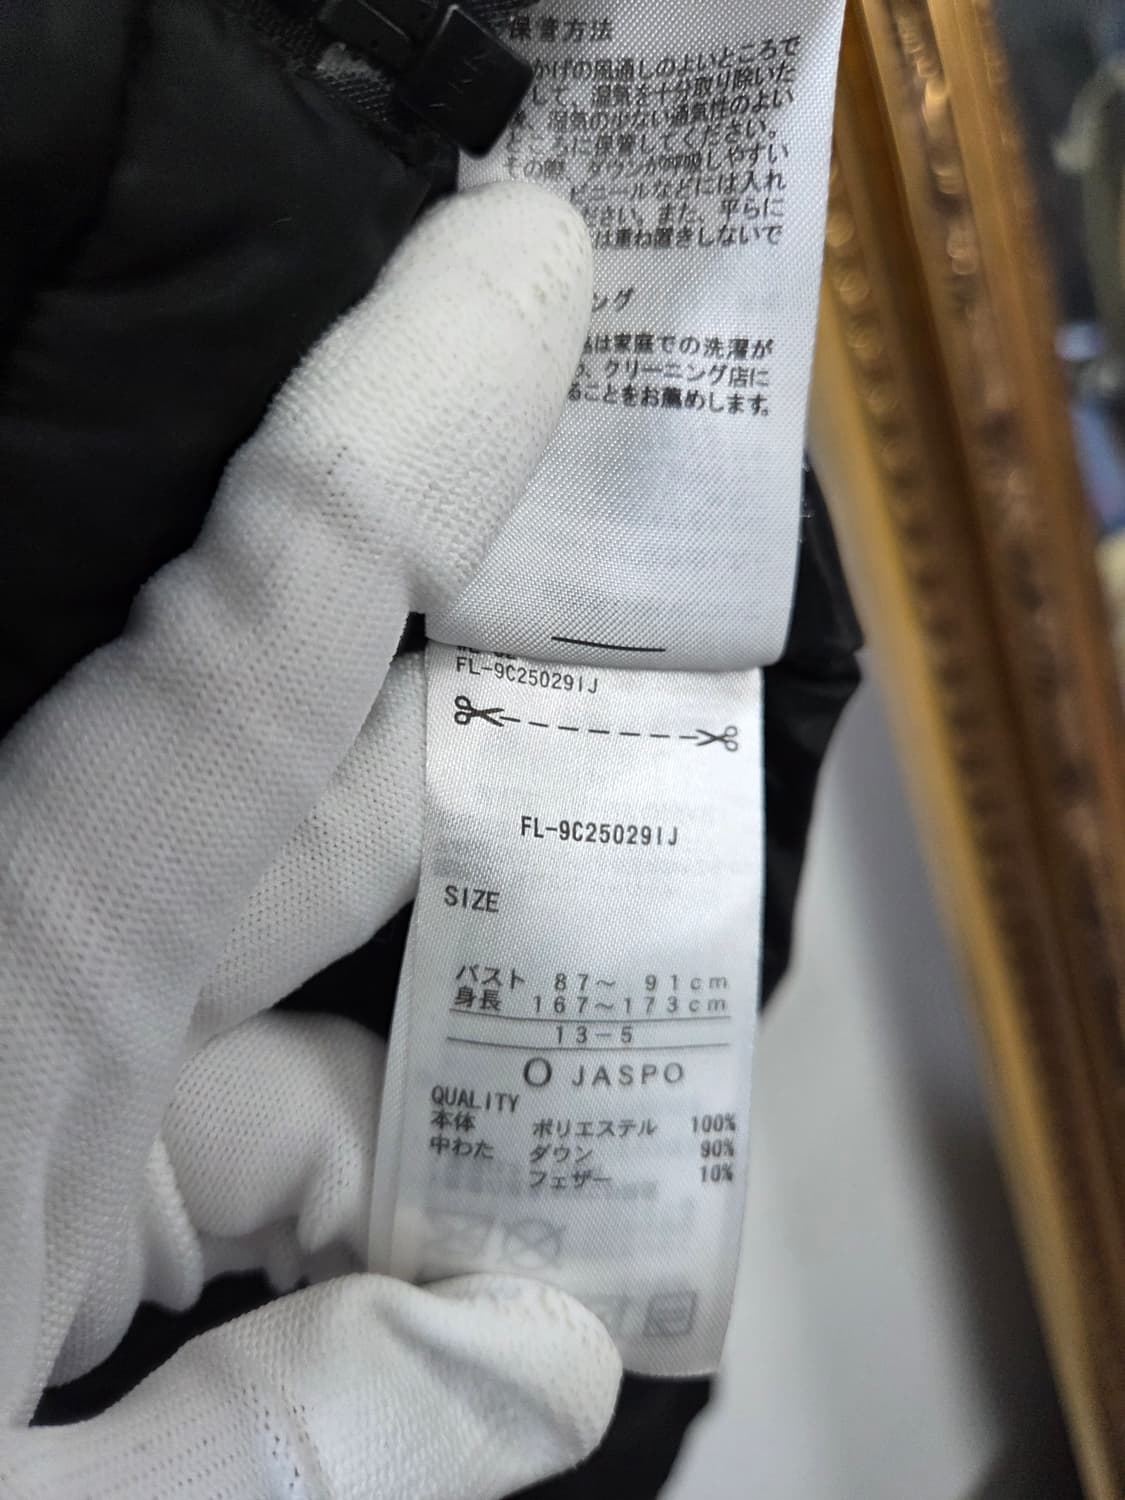 保管方法
かげの風通しのよいところで
して、湿気を十分取り除いた
湿気の少ない通気性のよい
ところに保管してください。
その際、ダウンが しやすい
ビニールなどには入れ
ださい。また、平らに
は重ね置きしないで
ング
は家庭での洗濯が
クリーニング店に
ることをお薦めします。
FL-9C25029IJ
FL-9C25029IJ
SIZE
バスト 87～ 91cm
身長 167～173cm
13-5
O JASPO
QUALITY
本体 ポリエステル 100%
中わた ダウン 90%
フェザー 10%
YKK